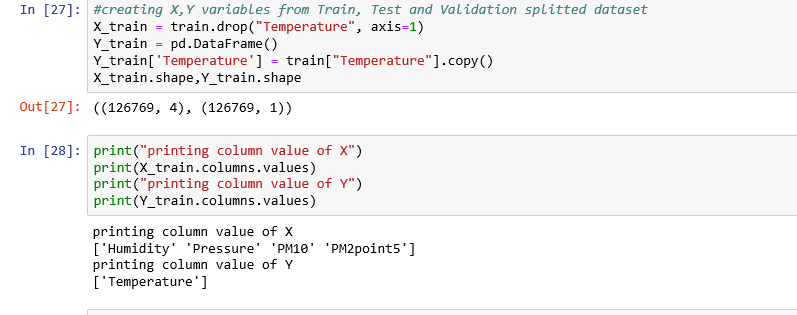 In [27]: #creating X,Y variables from Train, Test and Validation splitted dataset
X_train = train.drop("Temperature", axis=1)
Y_train = pd.DataFrame()
Y_train['Temperature'] = train["Temperature"].copy()
X_train.shape,Y_train.shape
Out[27]: ((126769, 4), (126769, 1))
In [28]: print("printing column value of X")
print(X_train.columns.values)
print("printing column value of Y")
print(Y_train.columns.values)
printing column value of X
['Humidity' 'Pressure' 'PM10' 'PM2point5']
printing column value of Y
['Temperature']